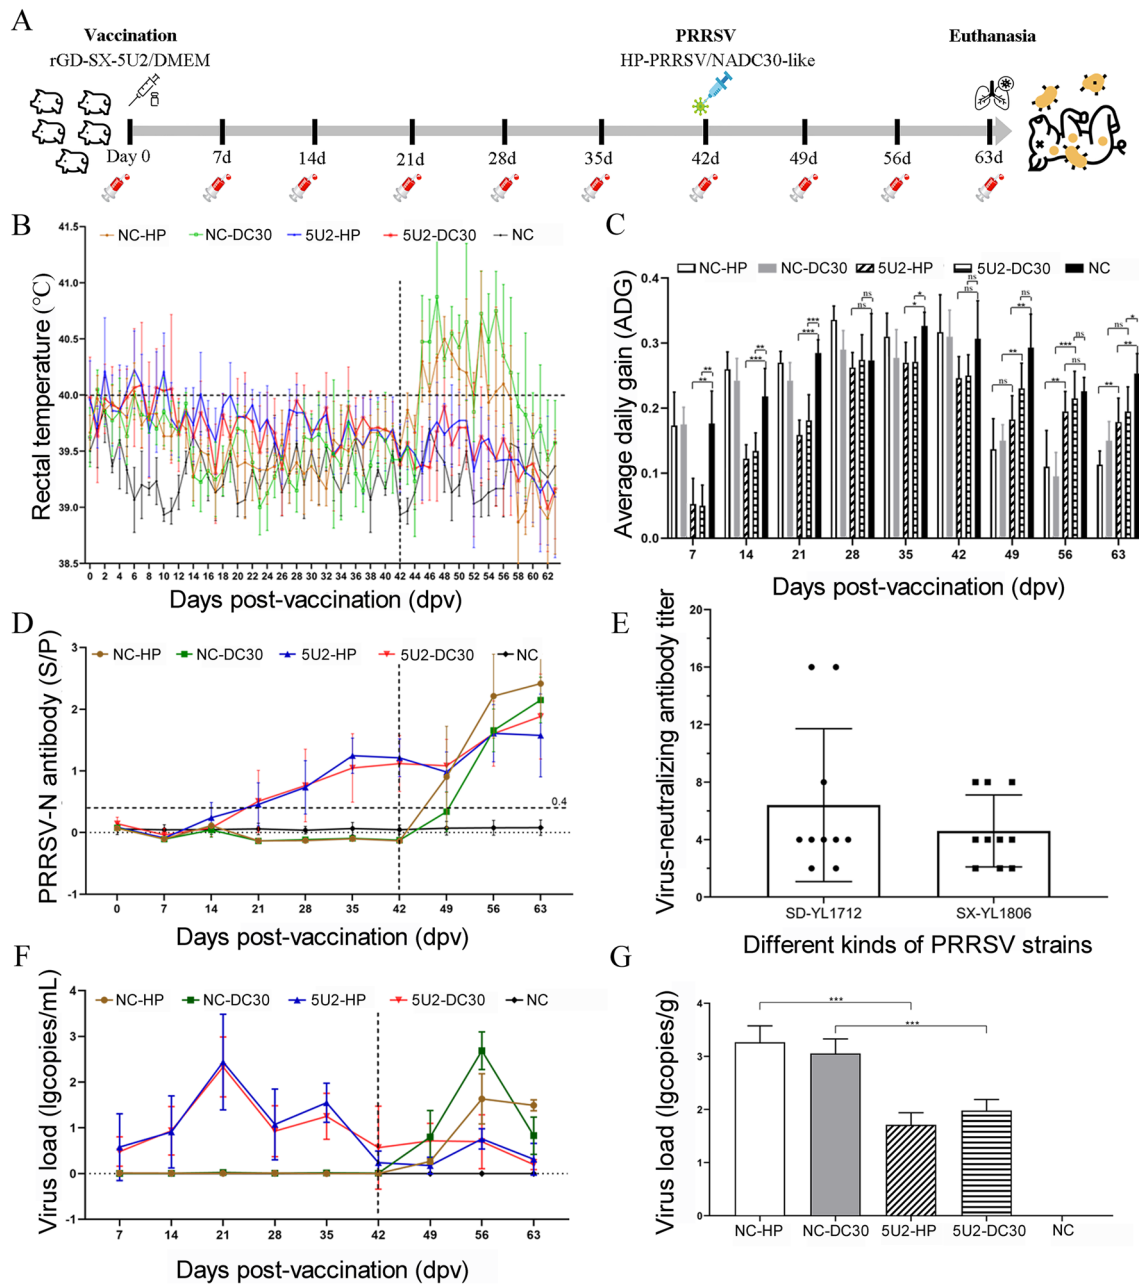 A
Vaccination
rGD-SX-5U2/DMEM
PRRSV
HP-PRRSV/NADC30-like
Euthanasia
Day 0 7d 14d 21d 28d 35d 42d 49d 56d 63d
B
NC-HP NC-DC30 5U2-HP 5U2-DC30 NC
Rectal temperature (°C)
41.5
41.0
40.5
40.0
39.5
39.0
38.5
0 2 4 6 8 10 12 14 16 18 20 22 24 26 28 30 32 34 36 38 40 42 44 46 48 50 52 54 56 58 60 62
Days post-vaccination (dpv)
C
NC-HP NC-DC30 5U2-HP 5U2-DC30 NC
Average daily gain (ADG)
0.4
0.3
0.2
0.1
0.0
** **
*** **
*** ***
ns ns
* *
ns ns
ns ** ** ns
** *** ns ns
** ns ** *
7 14 21 28 35 42 49 56 63
Days post-vaccination (dpv)
D
NC-HP NC-DC30 5U2-HP 5U2-DC30 NC
PRRSV-N antibody (S/P)
3
2
1
0
-1
0.4
0 7 14 21 28 35 42 49 56 63
Days post-vaccination (dpv)
E
Virus-neutralizing antibody titer
20
16
12
8
4
0
SD-YL1712 SX-YL1806
Different kinds of PRRSV strains
F
NC-HP NC-DC30 5U2-HP 5U2-DC30 NC
Virus load (lgcopies/mL)
4
3
2
1
0
-1
7 14 21 28 35 42 49 56 63
Days post-vaccination (dpv)
G
Virus load (lgcopies/g)
4
3
2
1
0
***
***
NC-HP NC-DC30 5U2-HP 5U2-DC30 NC